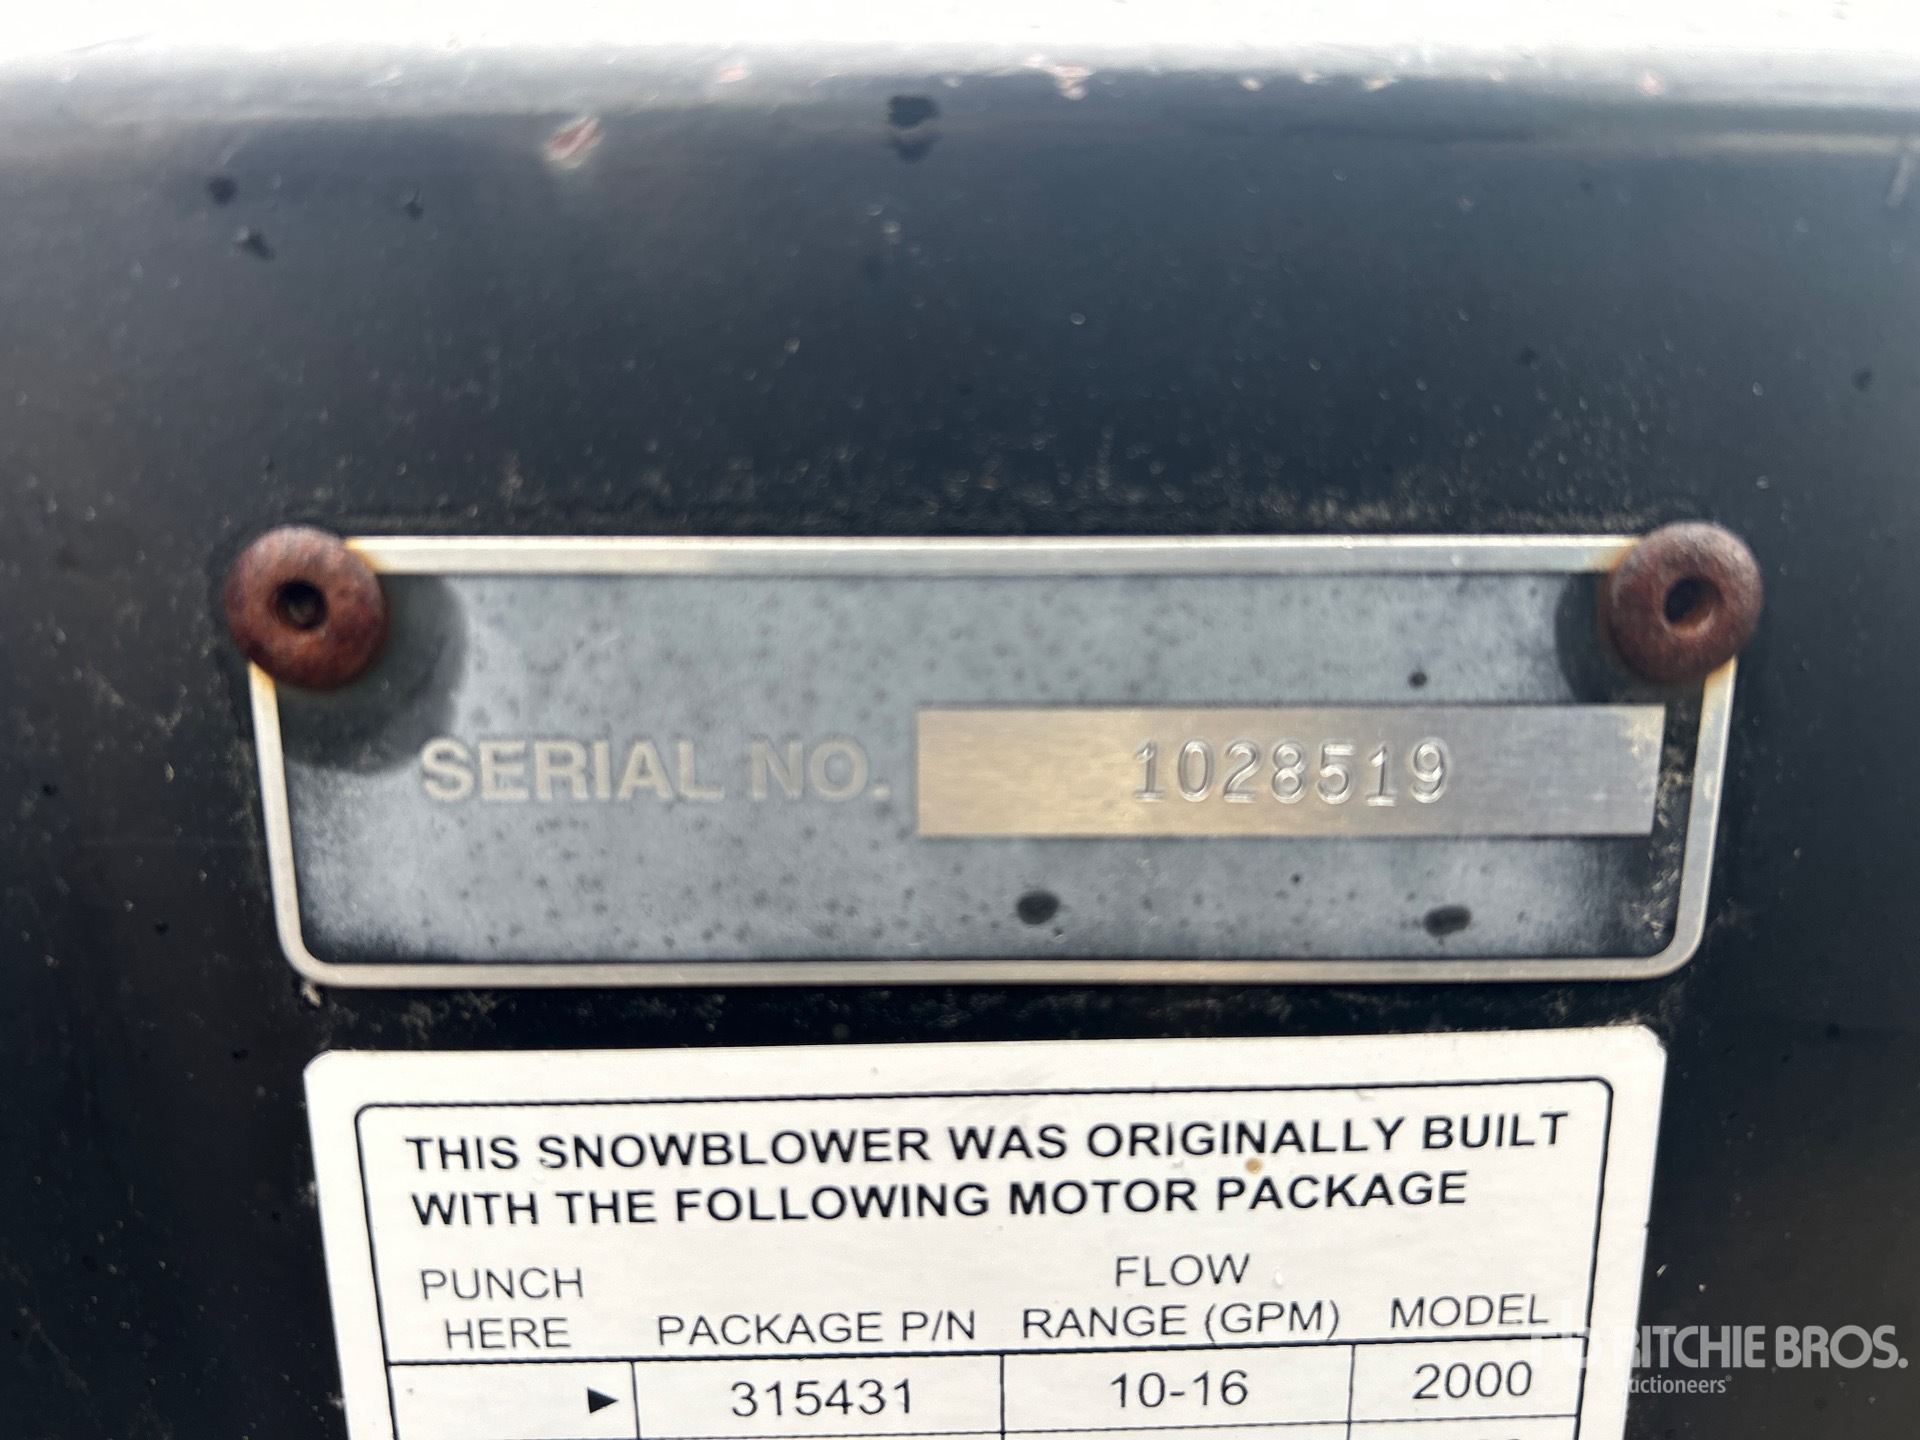 SERIAL NO. 1028519
THIS SNOWBLOWER WAS ORIGINALLY BUILT
WITH THE FOLLOWING MOTOR PACKAGE
PUNCH HERE PACKAGE P/N FLOW RANGE (GPM) MODEL
► 315431 10-16 2000
RITCHIE BROS.